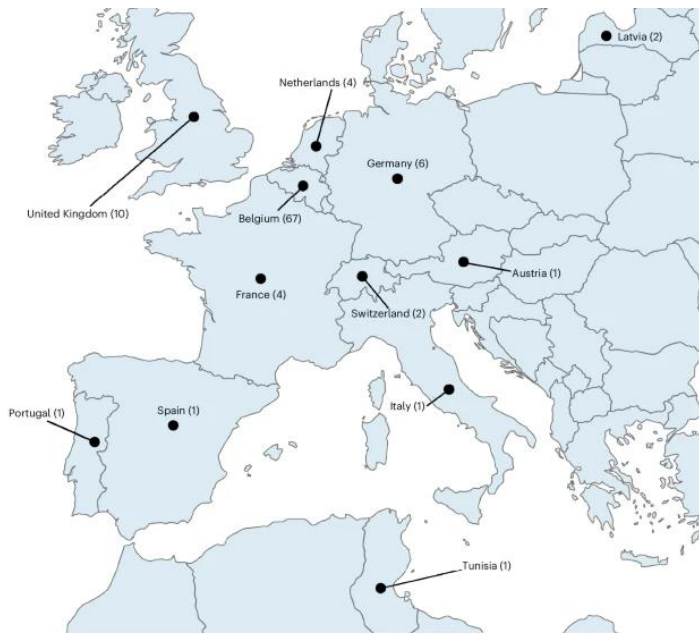 Latvia (2)
Netherlands (4)
Germany (6)
United Kingdom (10)
Belgium (67)
Austria (1)
France (4)
Switzerland (2)
Italy (1)
Spain (1)
Portugal (1)
Tunisia (1)